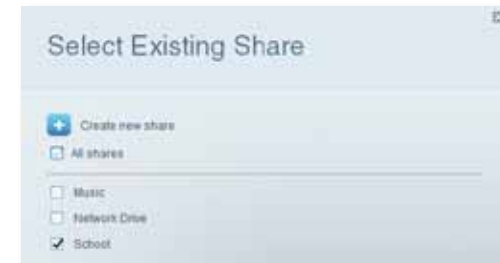 Select Existing Share
Create new share
All shares
Music
Network Drive
School